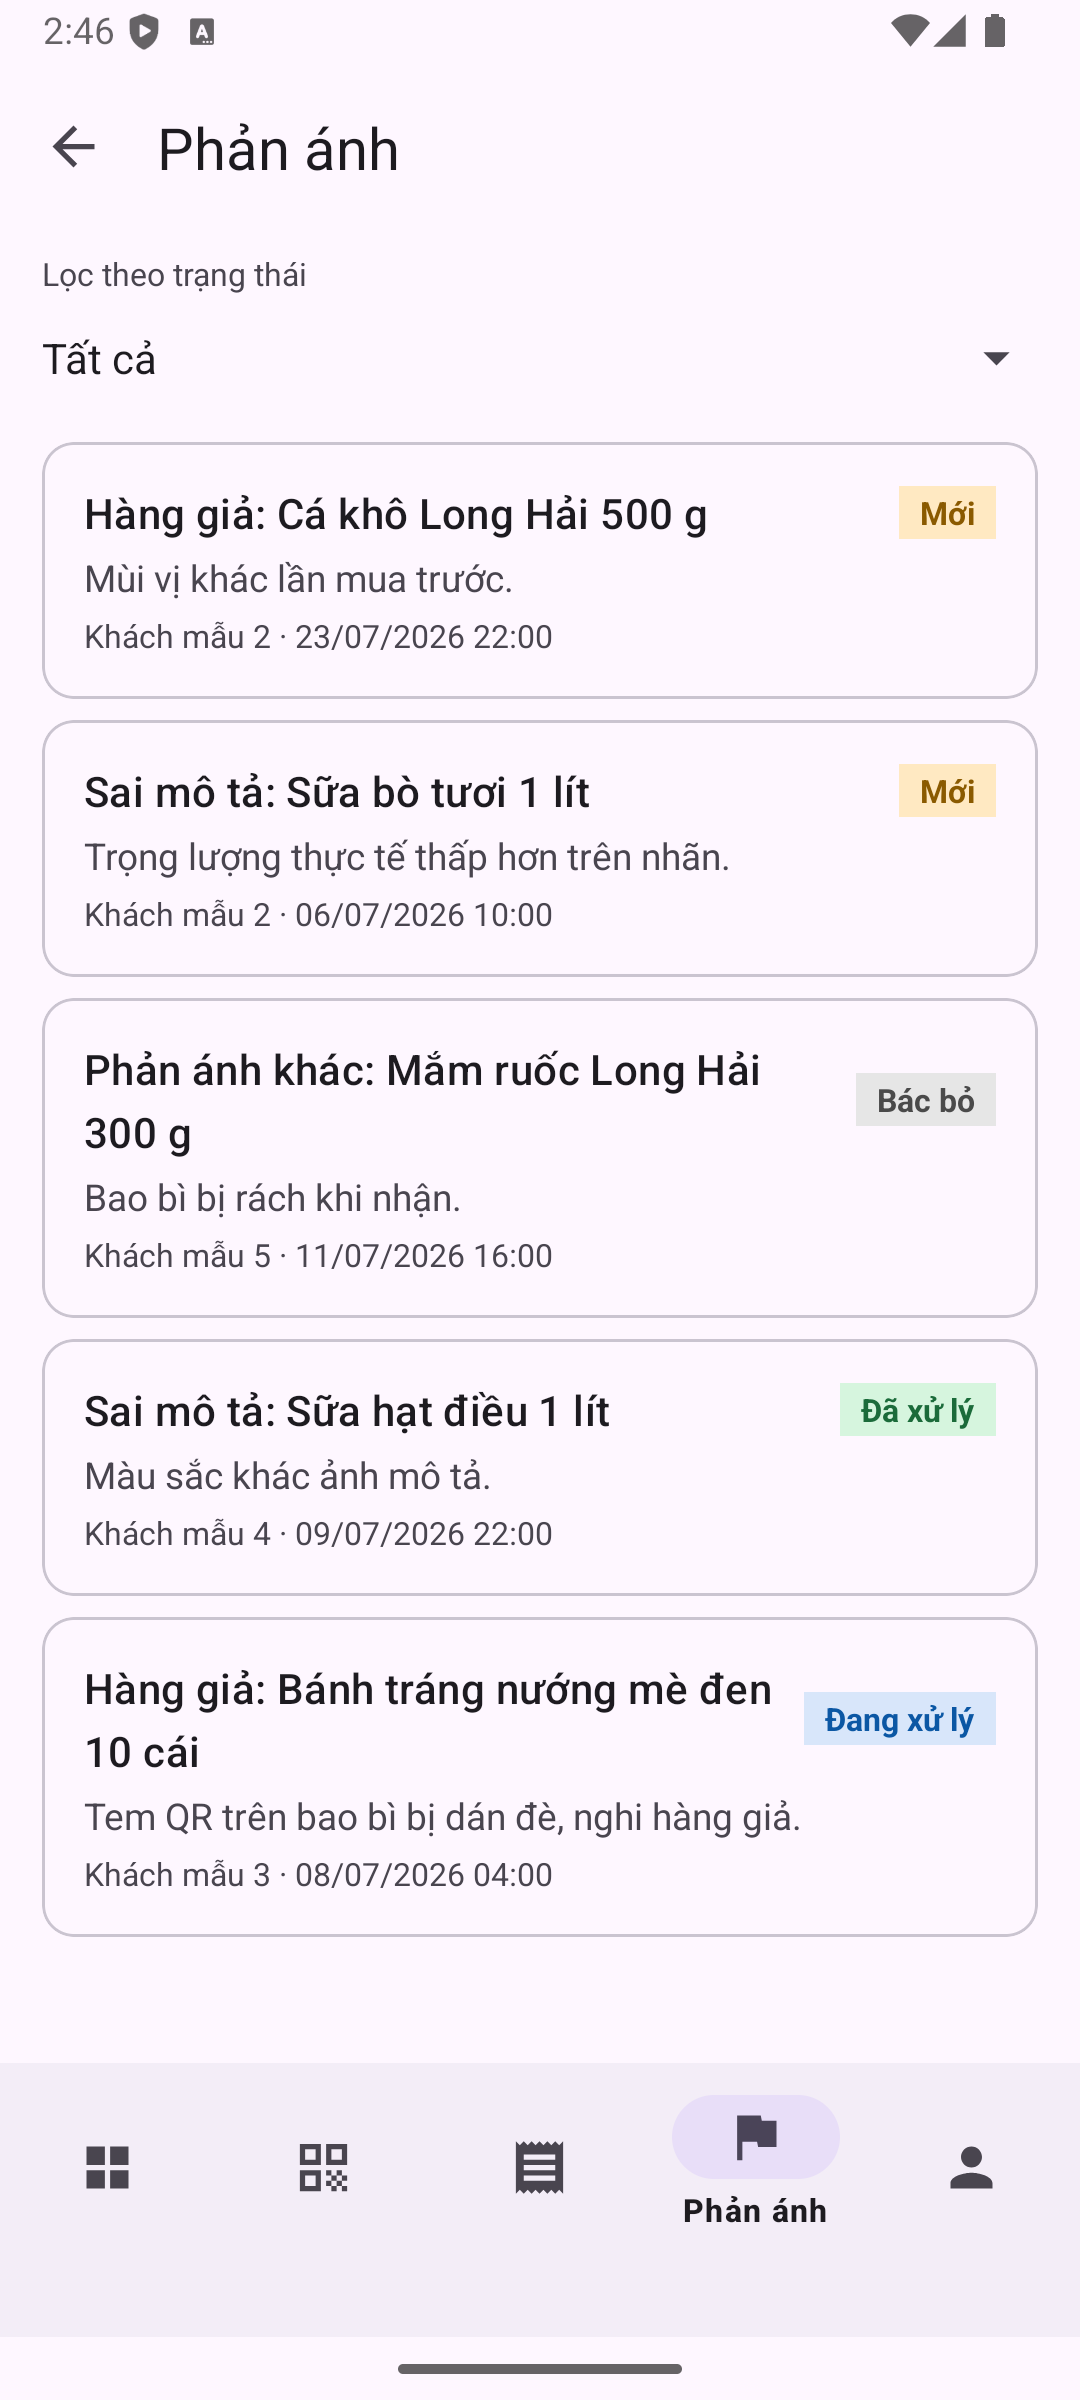 2:46
Phản ánh
Lọc theo trạng thái
Tất cả
Hàng giả: Cá khô Long Hải 500 g
Mới
Mùi vị khác lần mua trước.
Khách mẫu 2 · 23/07/2026 22:00
Sai mô tả: Sữa bò tươi 1 lít
Mới
Trọng lượng thực tế thấp hơn trên nhãn.
Khách mẫu 2 · 06/07/2026 10:00
Phản ánh khác: Mắm ruốc Long Hải
300 g
Bác bỏ
Bao bì bị rách khi nhận.
Khách mẫu 5 · 11/07/2026 16:00
Sai mô tả: Sữa hạt điều 1 lít
Đã xử lý
Màu sắc khác ảnh mô tả.
Khách mẫu 4 · 09/07/2026 22:00
Hàng giả: Bánh tráng nướng mè đen
10 cái
Đang xử lý
Tem QR trên bao bì bị dán đè, nghi hàng giả.
Khách mẫu 3 · 08/07/2026 04:00
Phản ánh